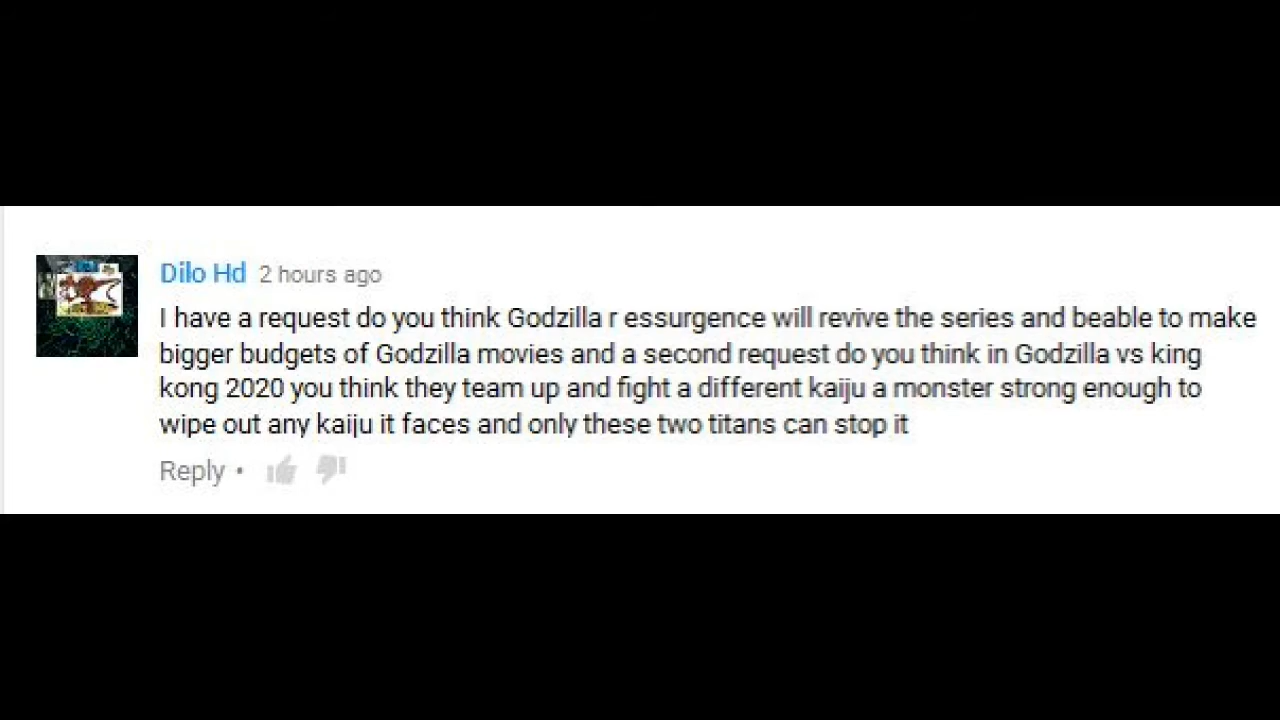 Dilo Hd 2 hours ago
I have a request do you think Godzilla r essurgence will revive the series and beable to make
bigger budgets of Godzilla movies and a second request do you think in Godzilla vs king
kong 2020 you think they team up and fight a different kaiju a monster strong enough to
wipe out any kaiju it faces and only these two titans can stop it
Reply •